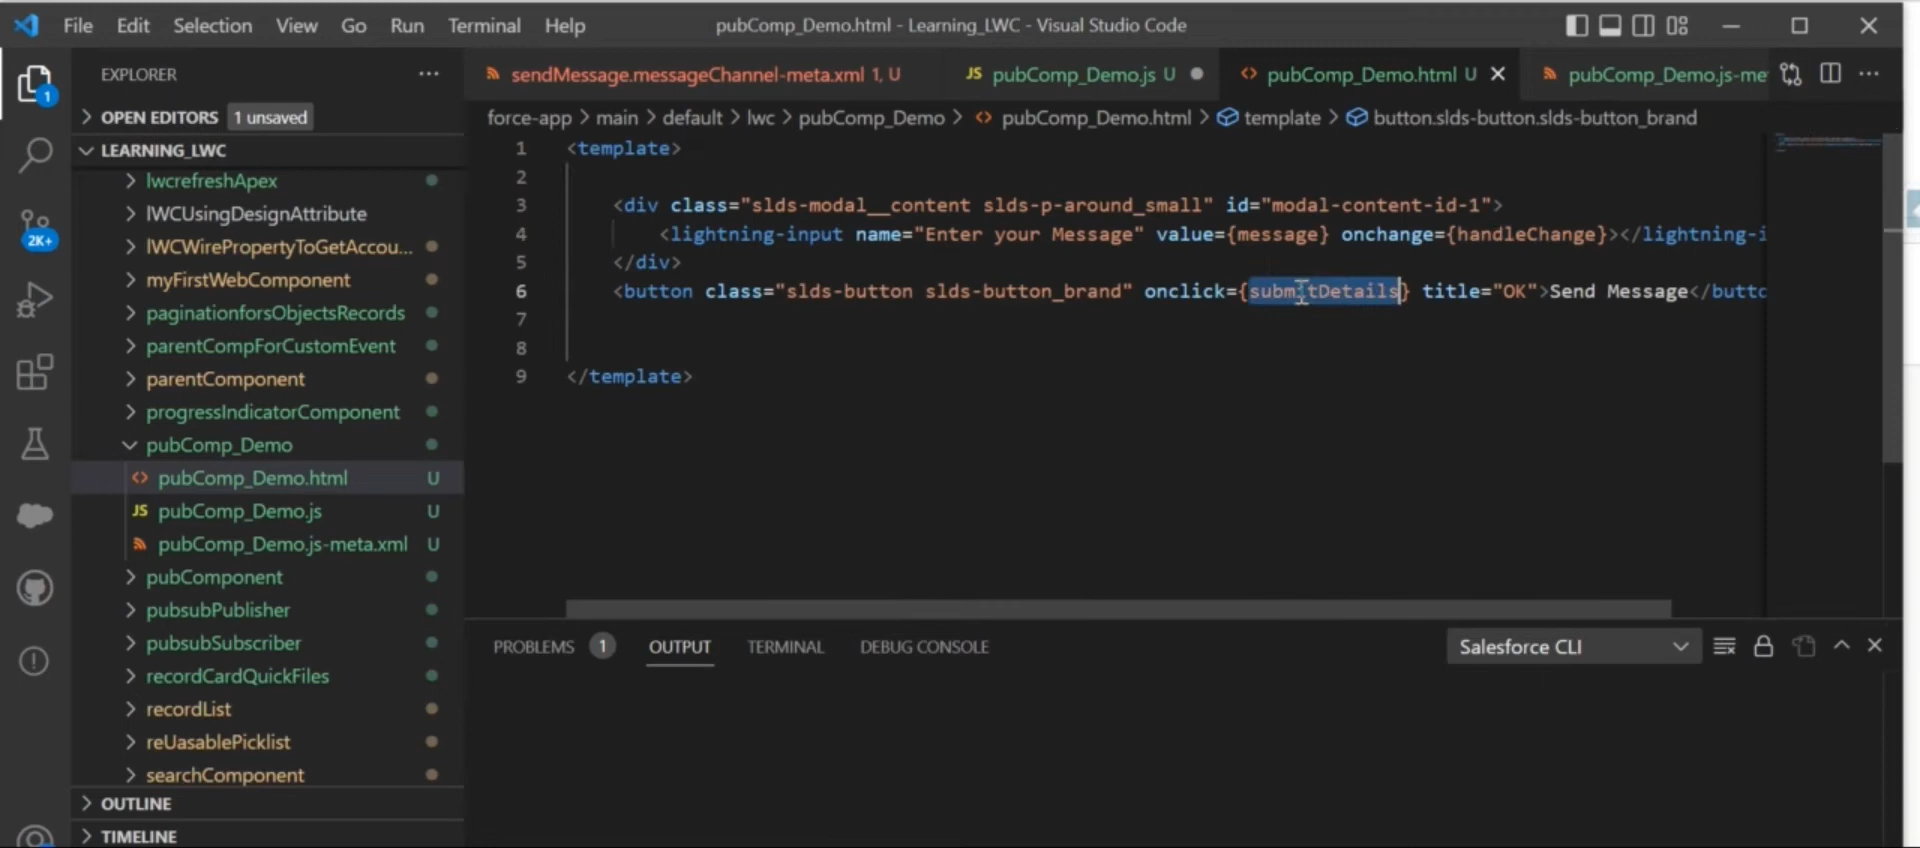 File Edit Selection View Go Run Terminal Help pubComp_Demo.html - Learning_LWC - Visual Studio Code
EXPLORER
1
OPEN EDITORS 1 unsaved
LEARNING_LWC
lwcrefreshApex
lWCUsingDesignAttribute
2K+
lWCWirePropertyToGetAccou...
myFirstWebComponent
paginationforsObjectsRecords
parentCompForCustomEvent
parentComponent
progressIndicatorComponent
pubComp_Demo
pubComp_Demo.html U
JS pubComp_Demo.js U
pubComp_Demo.js-meta.xml U
pubComponent
pubsubPublisher
pubsubSubscriber
recordCardQuickFiles
recordList
reUasablePicklist
searchComponent
OUTLINE
TIMELINE
sendMessage.messageChannel-meta.xml 1, U JS pubComp_Demo.js U pubComp_Demo.html U pubComp_Demo.js-me
force-app > main > default > lwc > pubComp_Demo > pubComp_Demo.html > template > button.slds-button.slds-button_brand
1 <template>
2
3 <div class="slds-modal__content slds-p-around_small" id="modal-content-id-1">
4 <lightning-input name="Enter your Message" value={message} onchange={handleChange}></lightning-i
5 </div>
6 <button class="slds-button slds-button_brand" onclick={submitDetails} title="OK">Send Message</butto
7
8
9 </template>
PROBLEMS 1 OUTPUT TERMINAL DEBUG CONSOLE Salesforce CLI